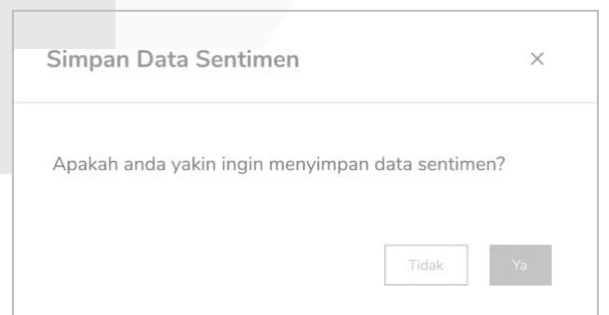 Simpan Data Sentimen ×
Apakah anda yakin ingin menyimpan data sentimen?
Tidak Ya